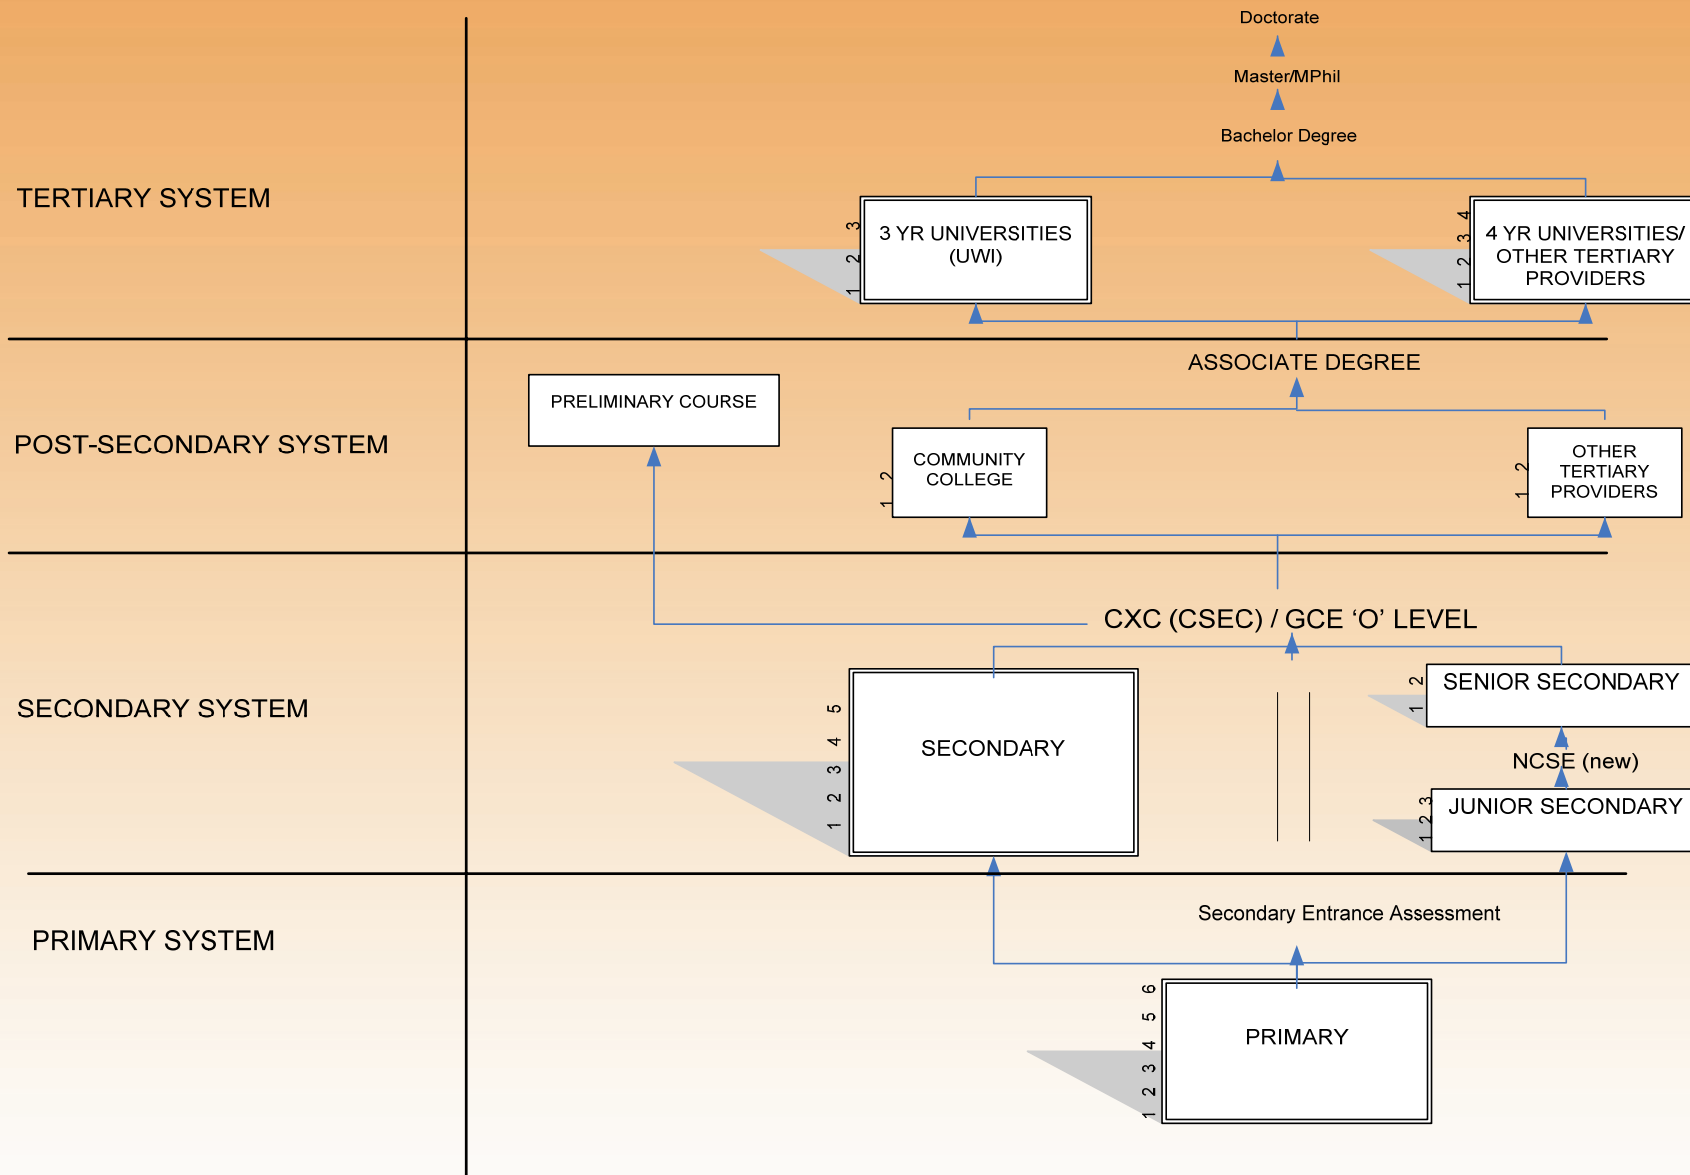 Doctorate
Master/MPhil
Bachelor Degree
TERTIARY SYSTEM
1 2 3
3 YR UNIVERSITIES
(UWI)
1 2 3 4
4 YR UNIVERSITIES/
OTHER TERTIARY
PROVIDERS
ASSOCIATE DEGREE
POST-SECONDARY SYSTEM
PRELIMINARY COURSE
1 2
COMMUNITY
COLLEGE
1 2
OTHER
TERTIARY
PROVIDERS
CXC (CSEC) / GCE ‘O’ LEVEL
SECONDARY SYSTEM
1 2 3 4 5
SECONDARY
1 2
SENIOR SECONDARY
NCSE (new)
1 2 3
JUNIOR SECONDARY
Secondary Entrance Assessment
PRIMARY SYSTEM
1 2 3 4 5 6
PRIMARY